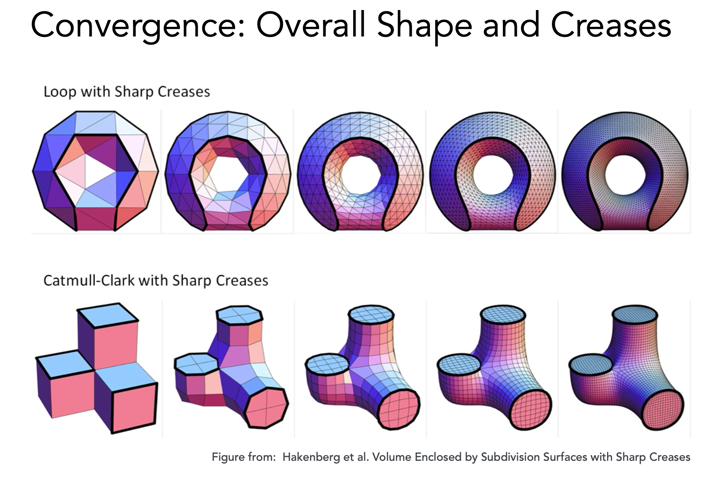 Convergence: Overall Shape and Creases
Loop with Sharp Creases
Catmull-Clark with Sharp Creases
Figure from:  Hakenberg et al. Volume Enclosed by Subdivision Surfaces with Sharp Creases